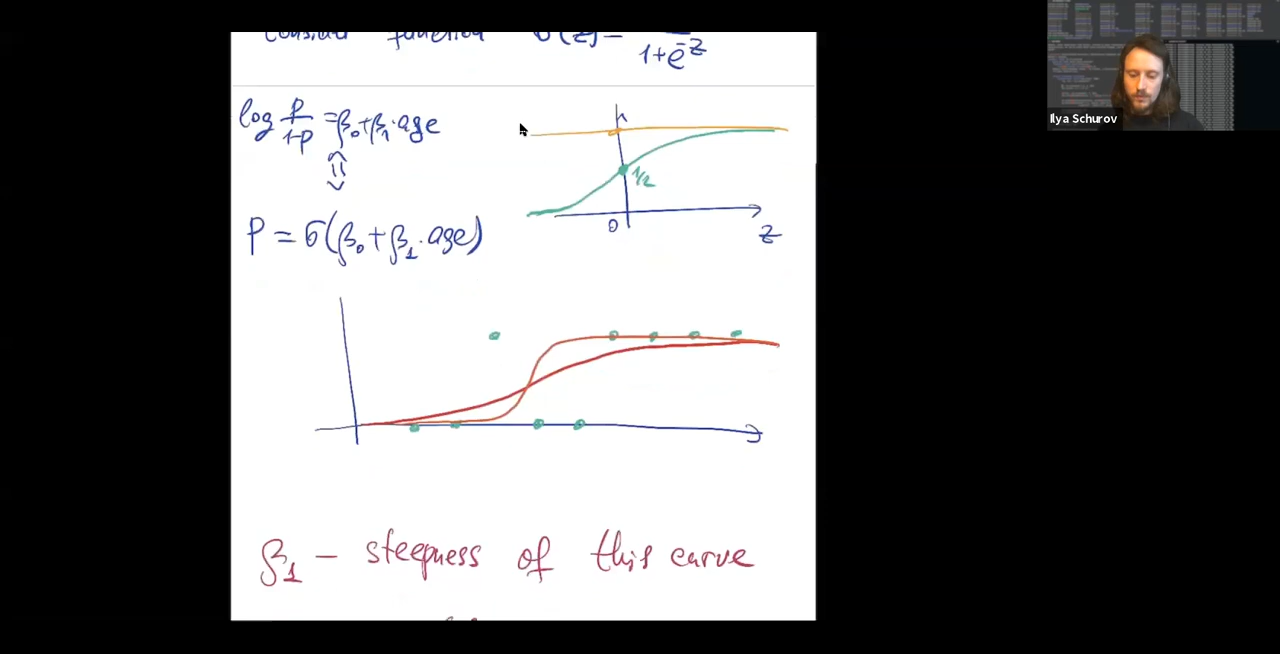 function σ(z) =
1+e^-z
log p/1-p = β₀+β₁·age
⇕
P = σ(β₀+β₁·age)
1/2
0
z
β₁ – steepness of this curve
Ilya Schurov